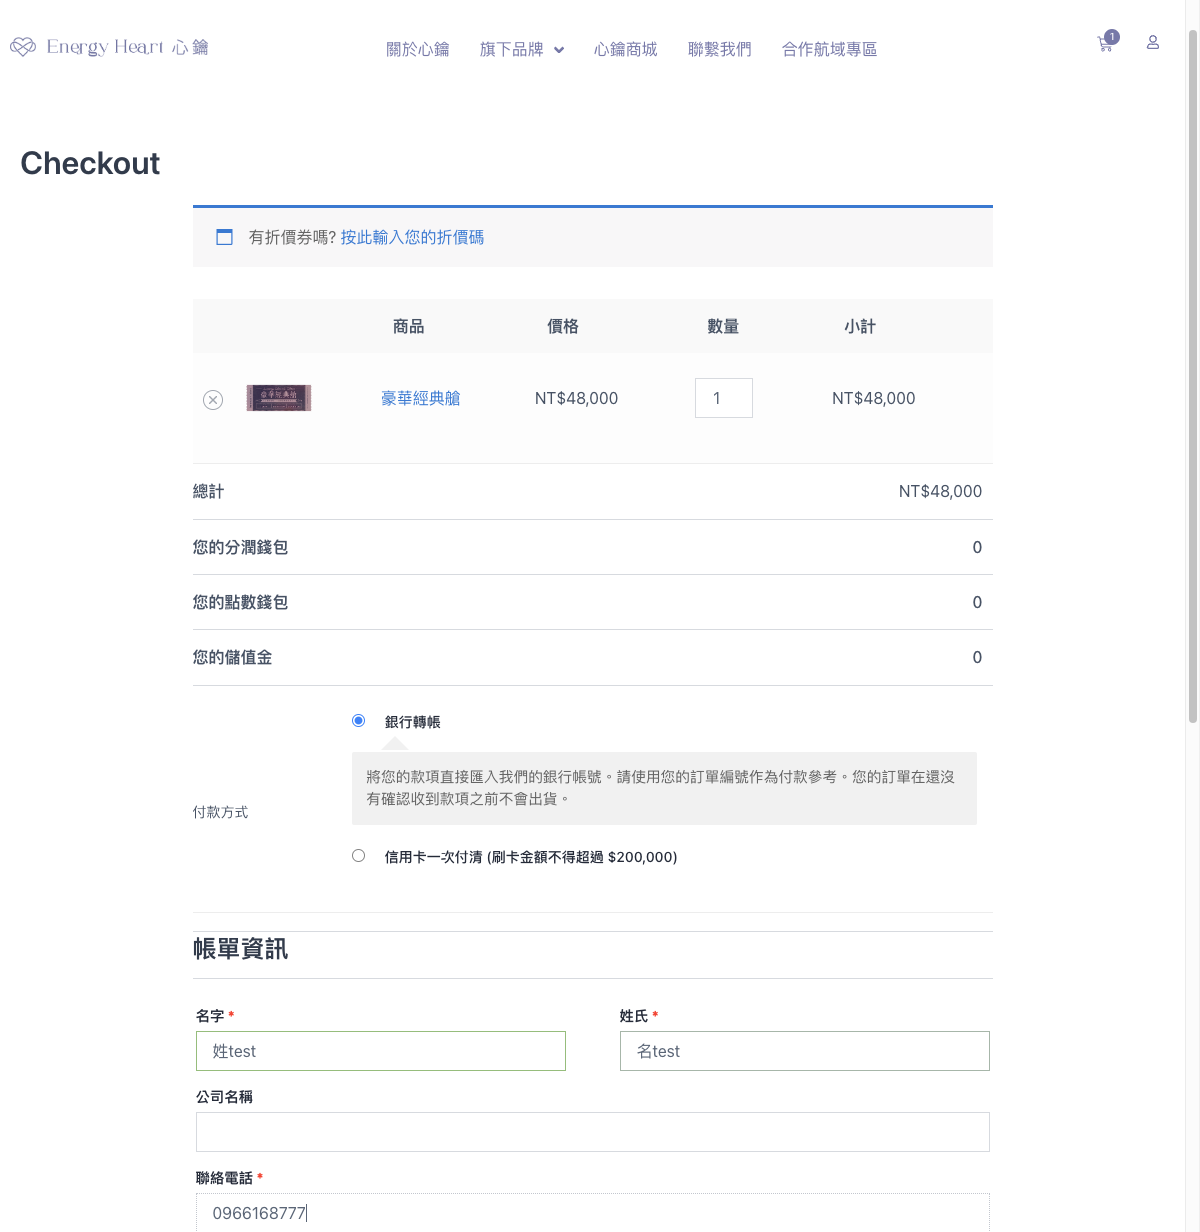 Energy Heart 心鑰
關於心鑰 旗下品牌 心鑰商城 聯繫我們 合作航域專區
1
Checkout
有折價券嗎? 按此輸入您的折價碼
商品 價格 數量 小計
豪華經典艙
豪華經典艙 NT$48,000 1 NT$48,000
總計 NT$48,000
您的分潤錢包 0
您的點數錢包 0
您的儲值金 0
付款方式
銀行轉帳
將您的款項直接匯入我們的銀行帳號。請使用您的訂單編號作為付款參考。您的訂單在還沒
有確認收到款項之前不會出貨。
信用卡一次付清 (刷卡金額不得超過 $200,000)
帳單資訊
名字 * 姓氏 *
姓test 名test
公司名稱
聯絡電話 *
0966168777